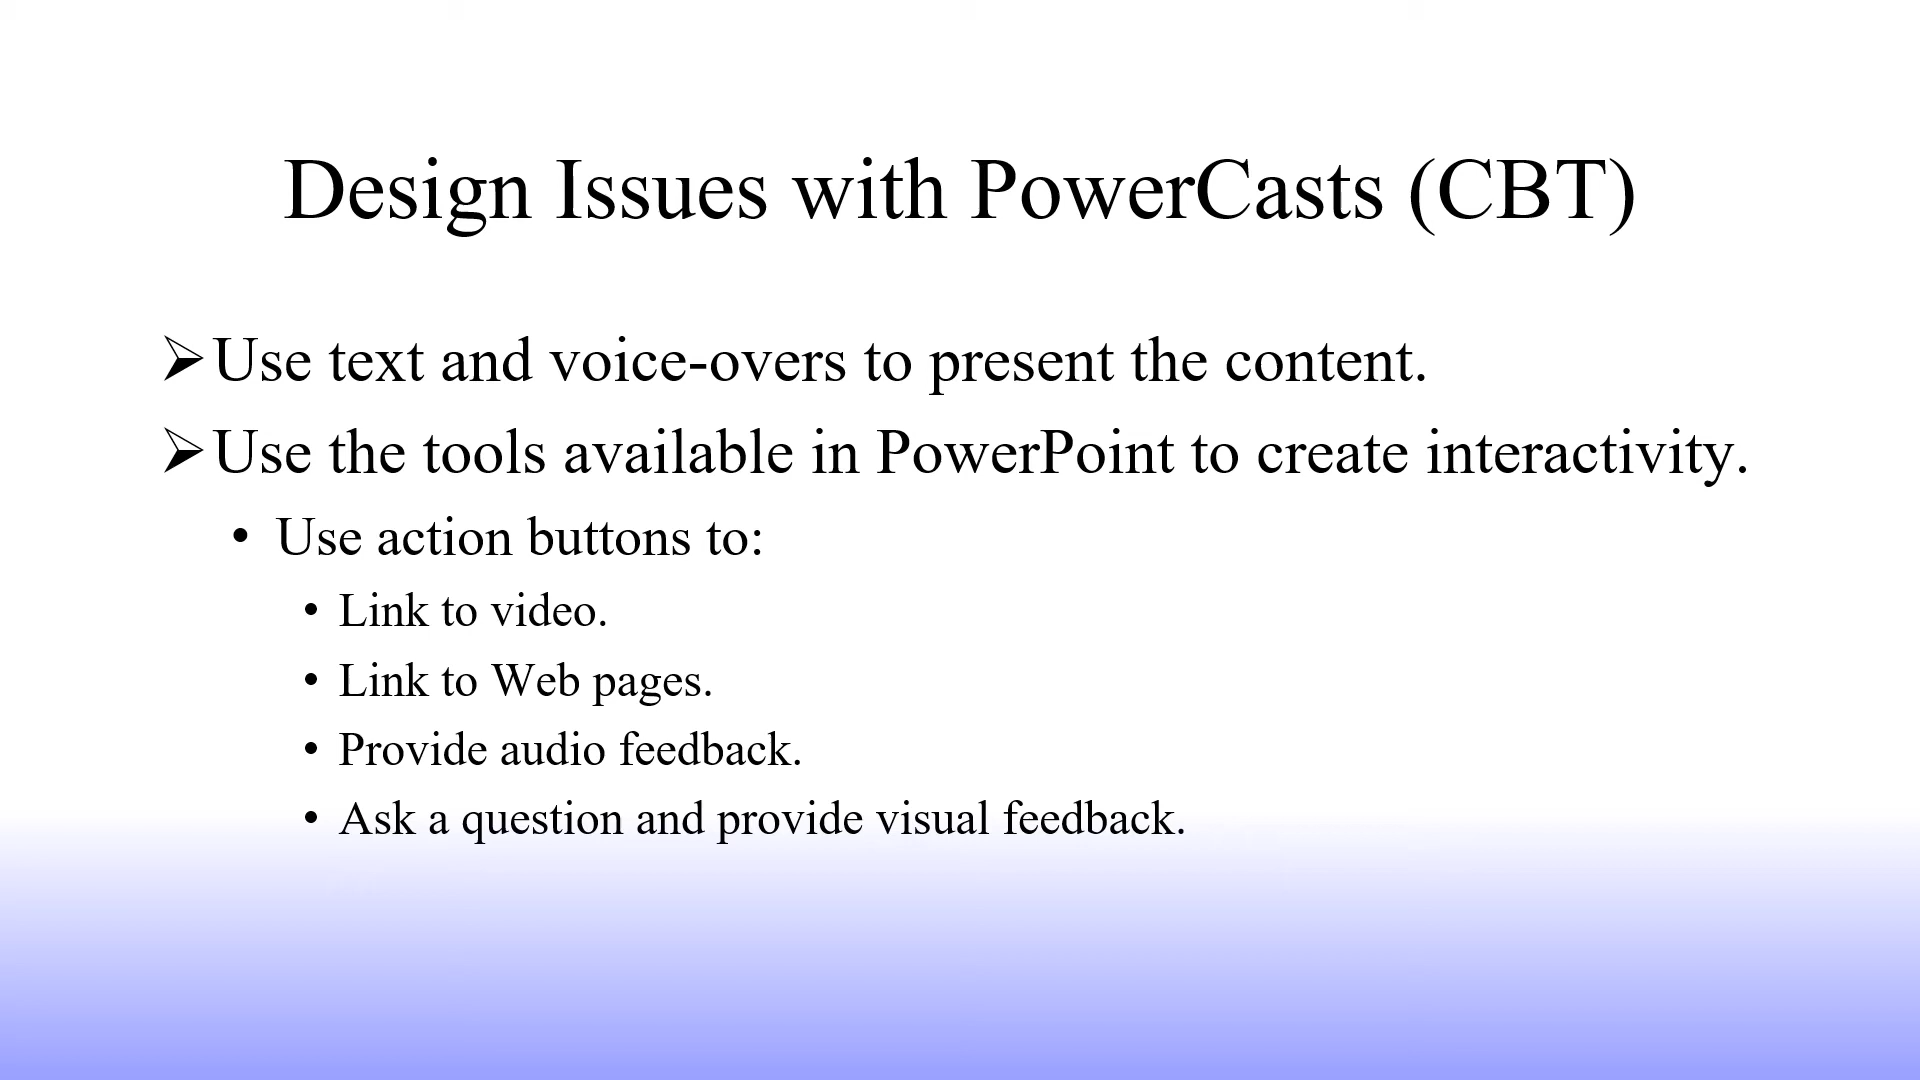 Design Issues with PowerCasts (CBT)
➢Use text and voice-overs to present the content.
➢Use the tools available in PowerPoint to create interactivity.
• Use action buttons to:
• Link to video.
• Link to Web pages.
• Provide audio feedback.
• Ask a question and provide visual feedback.